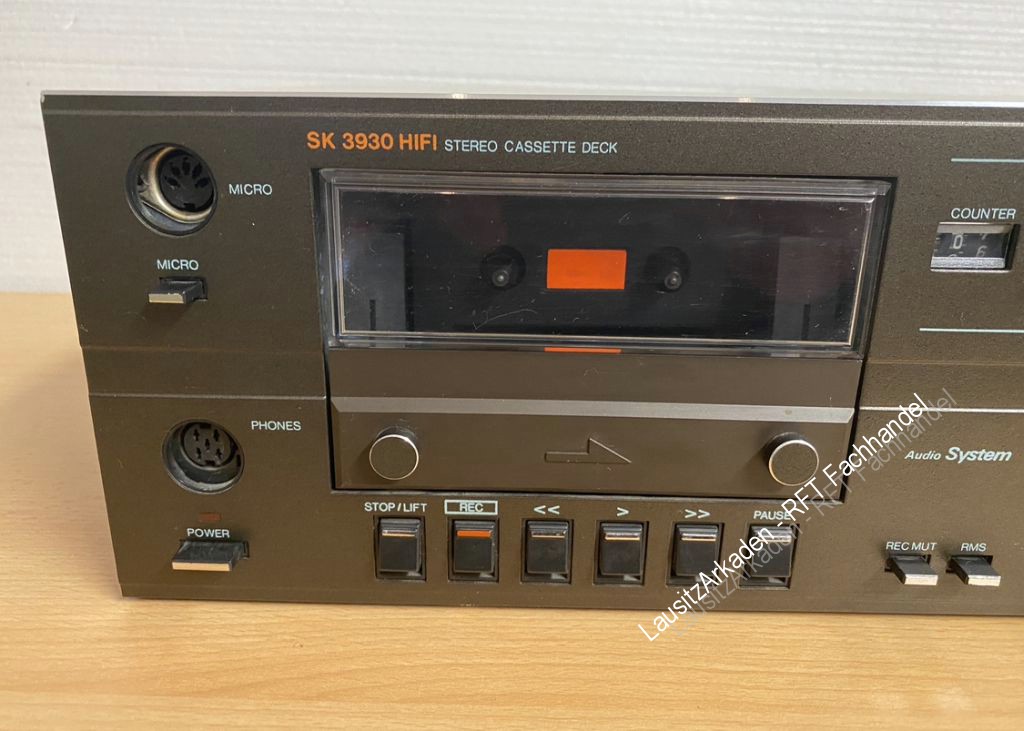 SK 3930 HIFI STEREO CASSETTE DECK
MICRO
MICRO
COUNTER
PHONES
Audio System
POWER
STOP/LIFT REC << > >> PAUSE
REC MUT RMS
LausitzArkaden - RFT Fachhandel